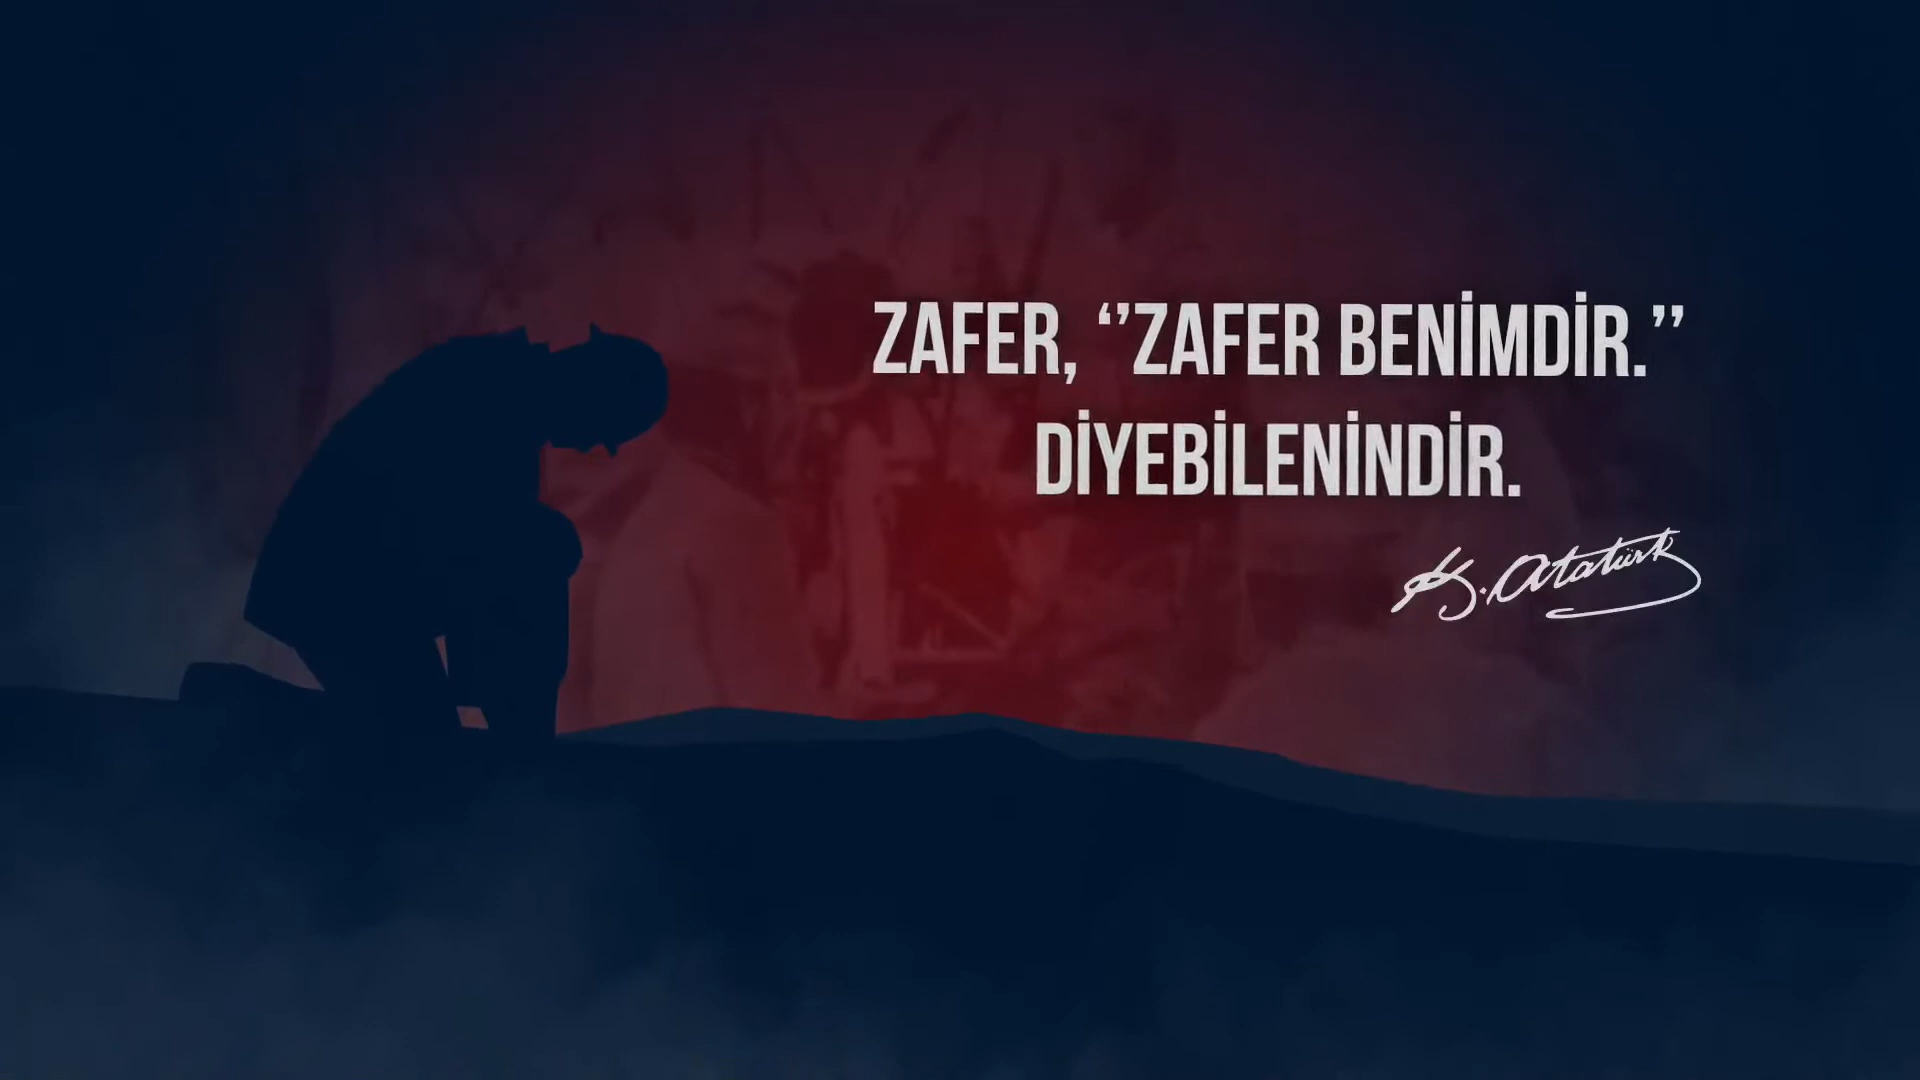 ZAFER, ‘’ZAFER BENİMDİR.’’
DİYEBİLENİNDİR.
K. Atatürk